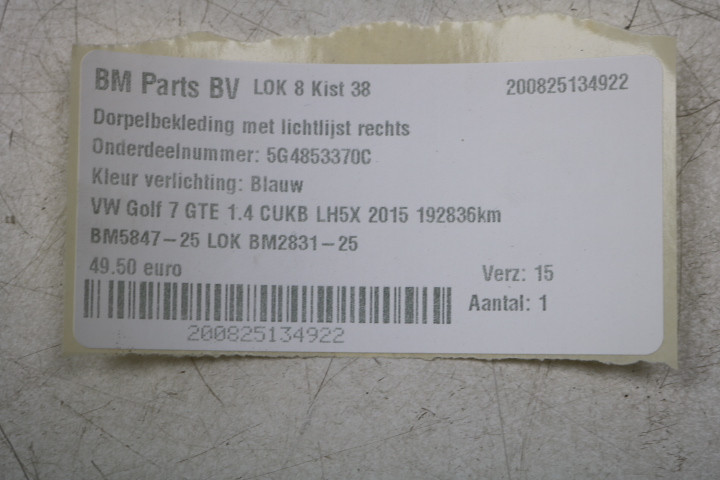 BM Parts BV LOK 8 Kist 38 200825134922
Dorpelbekleding met lichtlijst rechts
Onderdeelnummer: 5G4853370C
Kleur verlichting: Blauw
VW Golf 7 GTE 1.4 CUKB LH5X 2015 192836km
BM5847-25 LOK BM2831-25
49.50 euro Verz: 15
Aantal: 1
200825134922